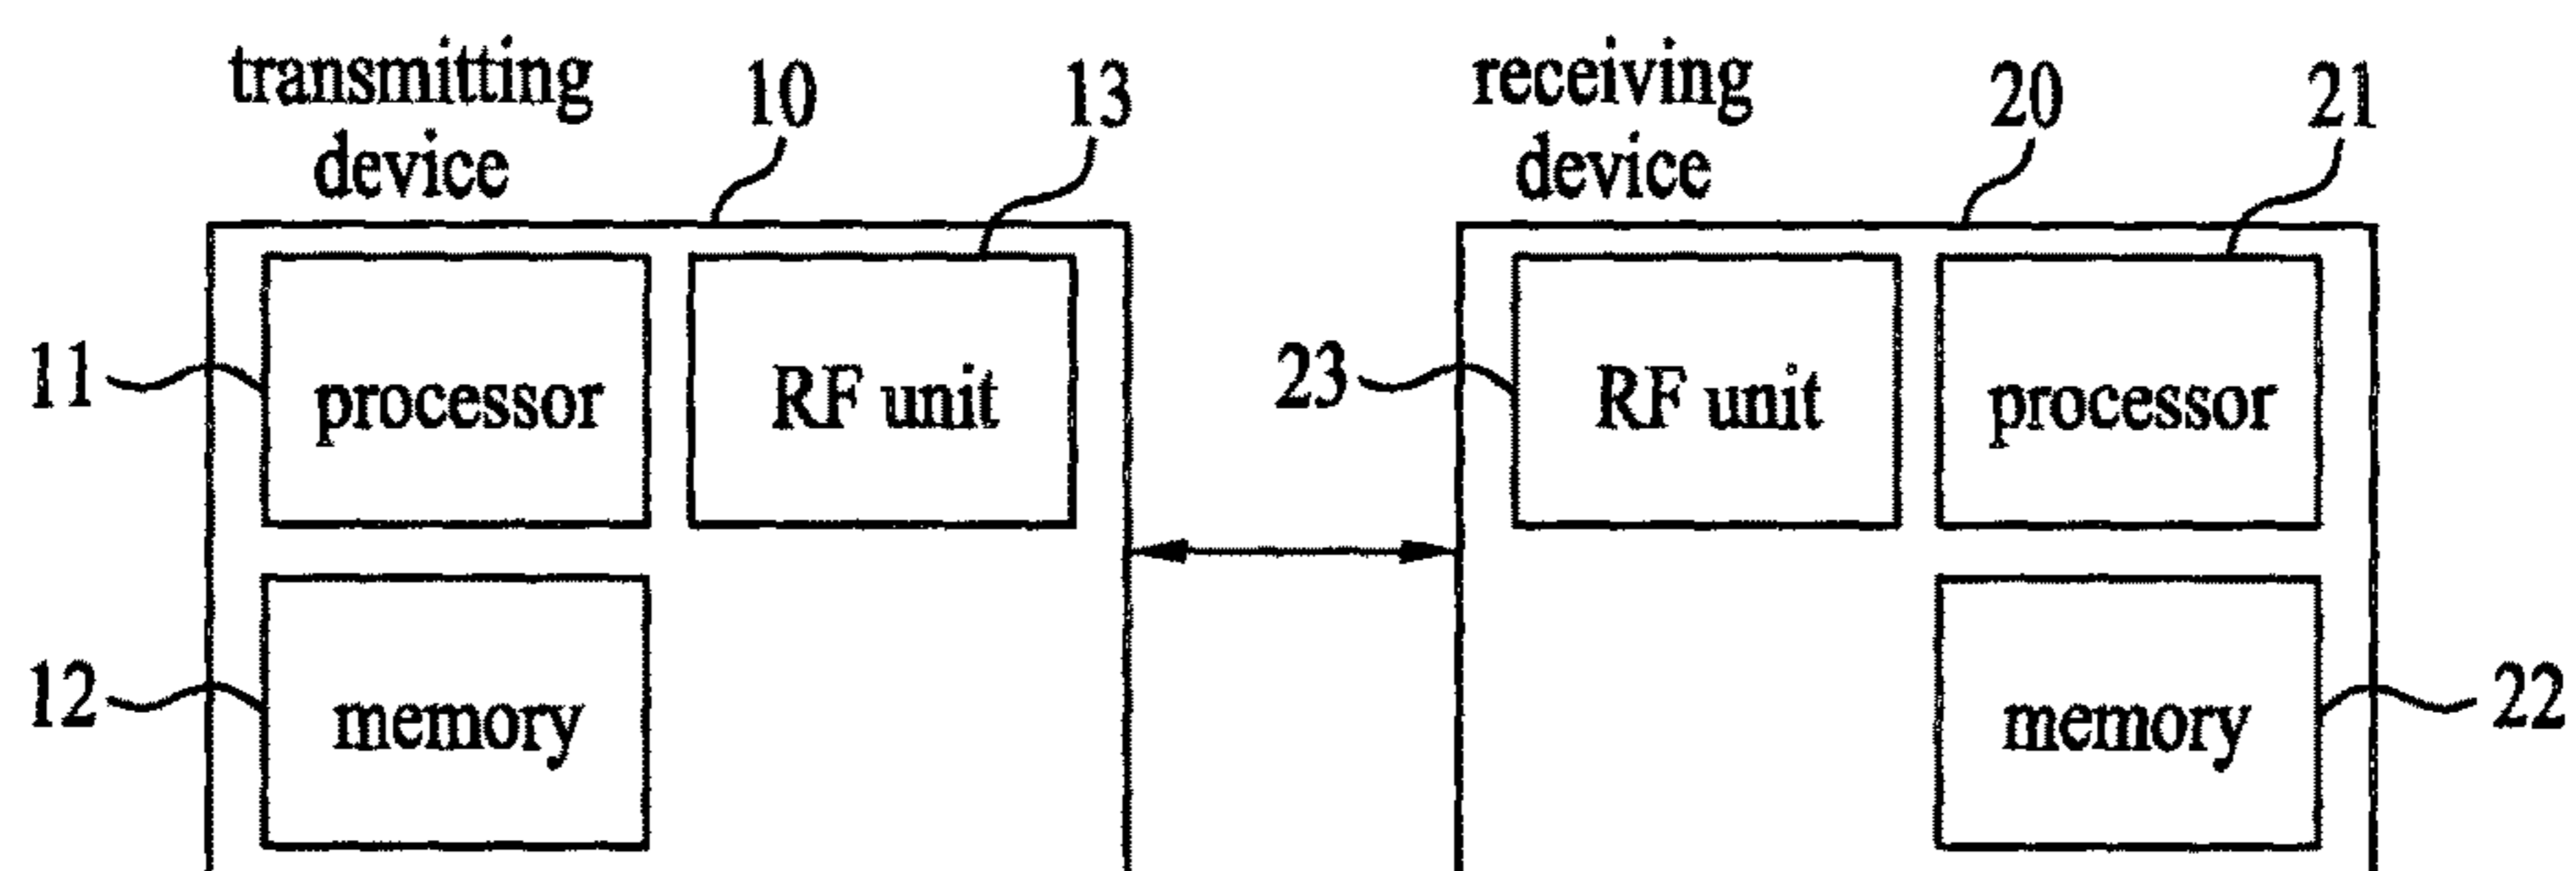 transmitting
device
10
13
receiving
device
20
21
11
processor
RF unit
23
RF unit
processor
12
memory
memory
22